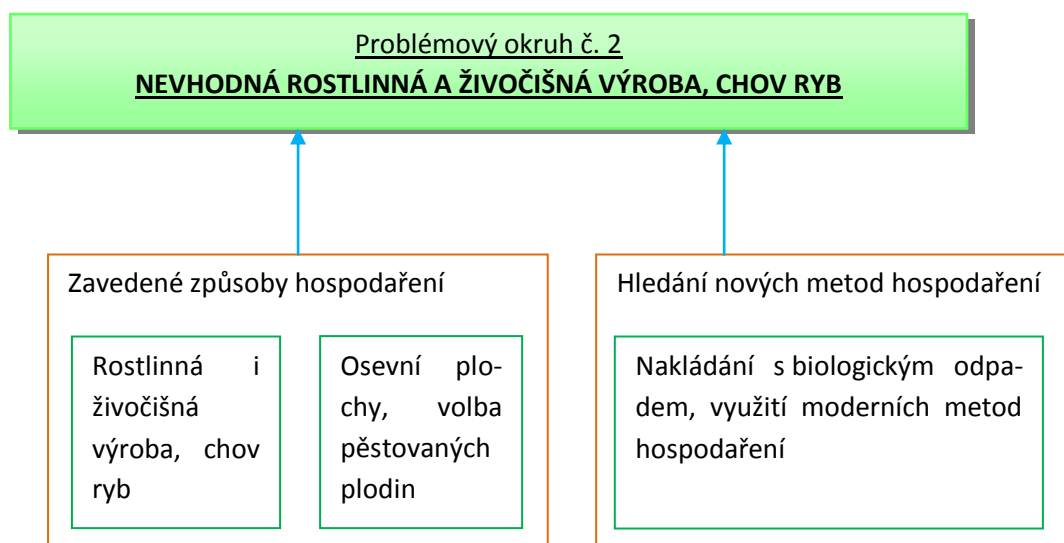 Problémový okruh č. 2
NEVHODNÁ ROSTLINNÁ A ŽIVOČIŠNÁ VÝROBA, CHOV RYB
Zavedené způsoby hospodaření
Rostlinná i
živočišná
výroba, chov
ryb
Osevní plo-
chy, volba
pěstovaných
plodin
Hledání nových metod hospodaření
Nakládání s biologickým odpa-
dem, využití moderních metod
hospodaření